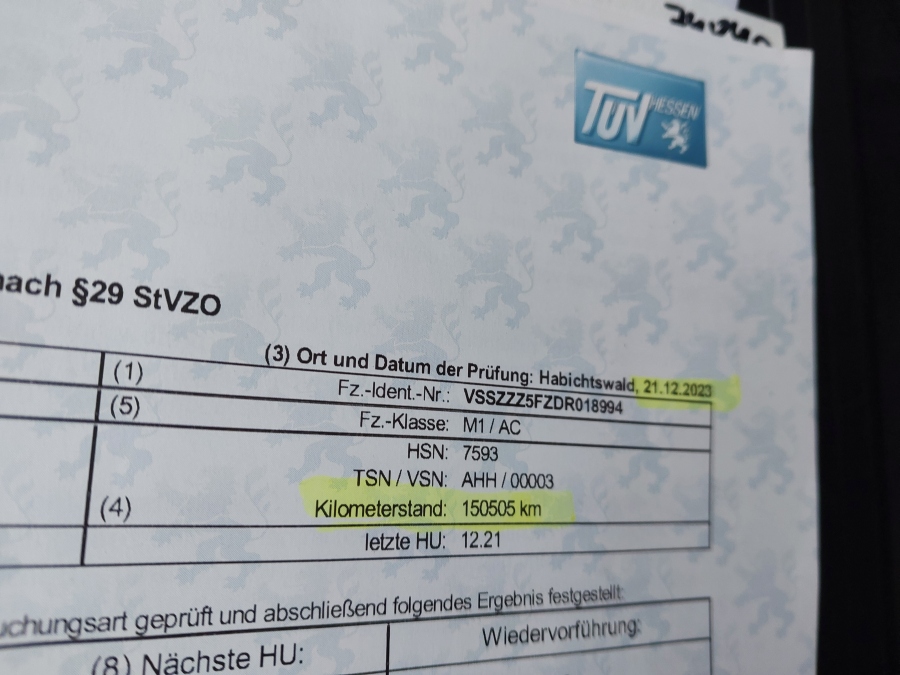 TÜV HESSEN
nach §29 StVZO
(3) Ort und Datum der Prüfung: Habichtswald, 21.12.2023
(1) Fz.-Ident.-Nr.: VSSZZZ5FZDR018994
(5) Fz.-Klasse: M1 / AC
HSN: 7593
TSN / VSN: AHH / 00003
(4) Kilometerstand: 150505 km
letzte HU: 12.21
uchungsart geprüft und abschließend folgendes Ergebnis festgestellt:
(8) Nächste HU:
Wiedervorführung: